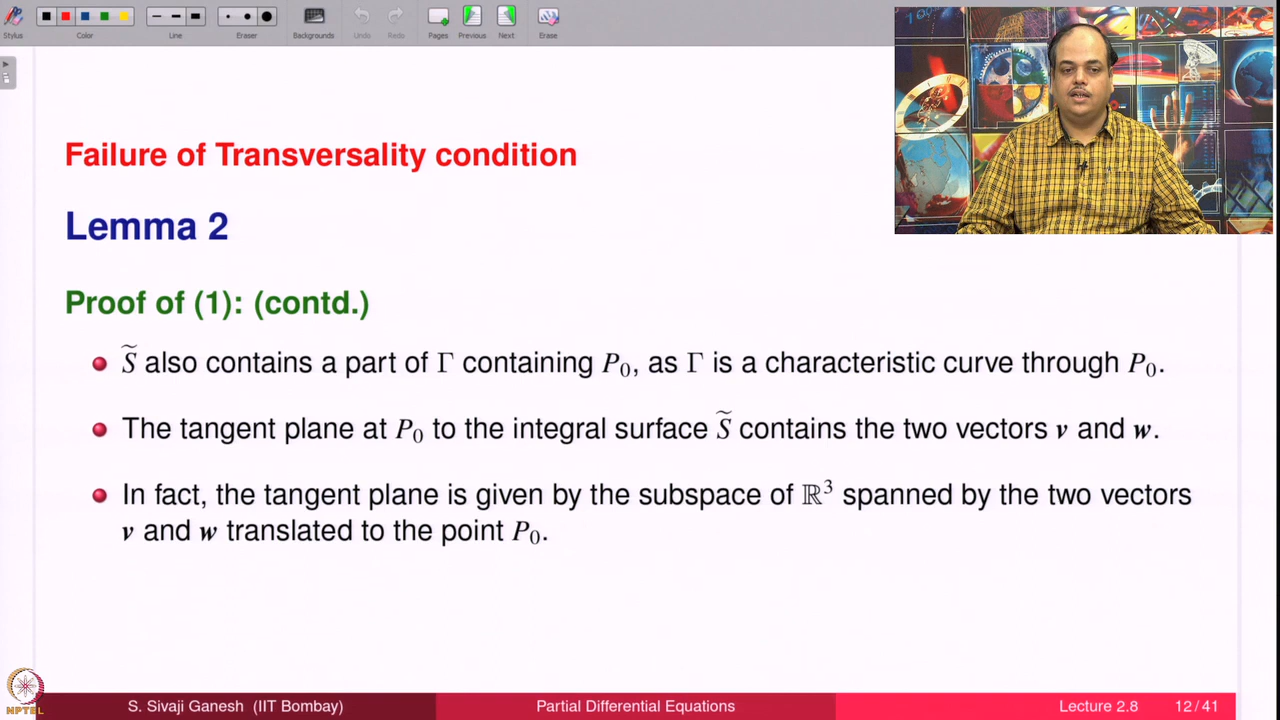 Stylus
Color
Line
Eraser
Backgrounds
Undo
Redo
Pages
Previous
Next
Erase
Failure of Transversality condition
Lemma 2
Proof of (1): (contd.)
S̃ also contains a part of Γ containing P₀, as Γ is a characteristic curve through P₀.
The tangent plane at P₀ to the integral surface S̃ contains the two vectors v and w.
In fact, the tangent plane is given by the subspace of ℝ³ spanned by the two vectors
v and w translated to the point P₀.
NPTEL
S. Sivaji Ganesh (IIT Bombay)
Partial Differential Equations
Lecture 2.8
12/41